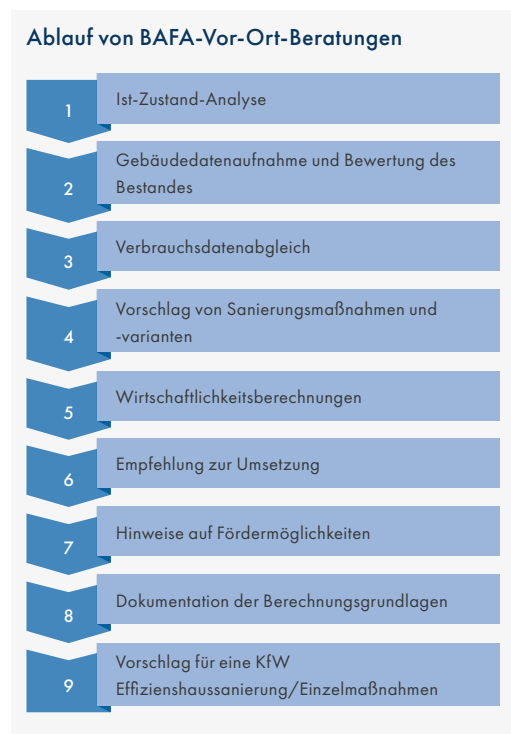 Ablauf von BAFA-Vor-Ort-Beratungen
1
Ist-Zustand-Analyse
2
Gebäudedatenaufnahme und Bewertung des
Bestandes
3
Verbrauchsdatenabgleich
4
Vorschlag von Sanierungsmaßnahmen und
-varianten
5
Wirtschaftlichkeitsberechnungen
6
Empfehlung zur Umsetzung
7
Hinweise auf Fördermöglichkeiten
8
Dokumentation der Berechnungsgrundlagen
9
Vorschlag für eine KfW
Effizienshaussanierung/Einzelmaßnahmen